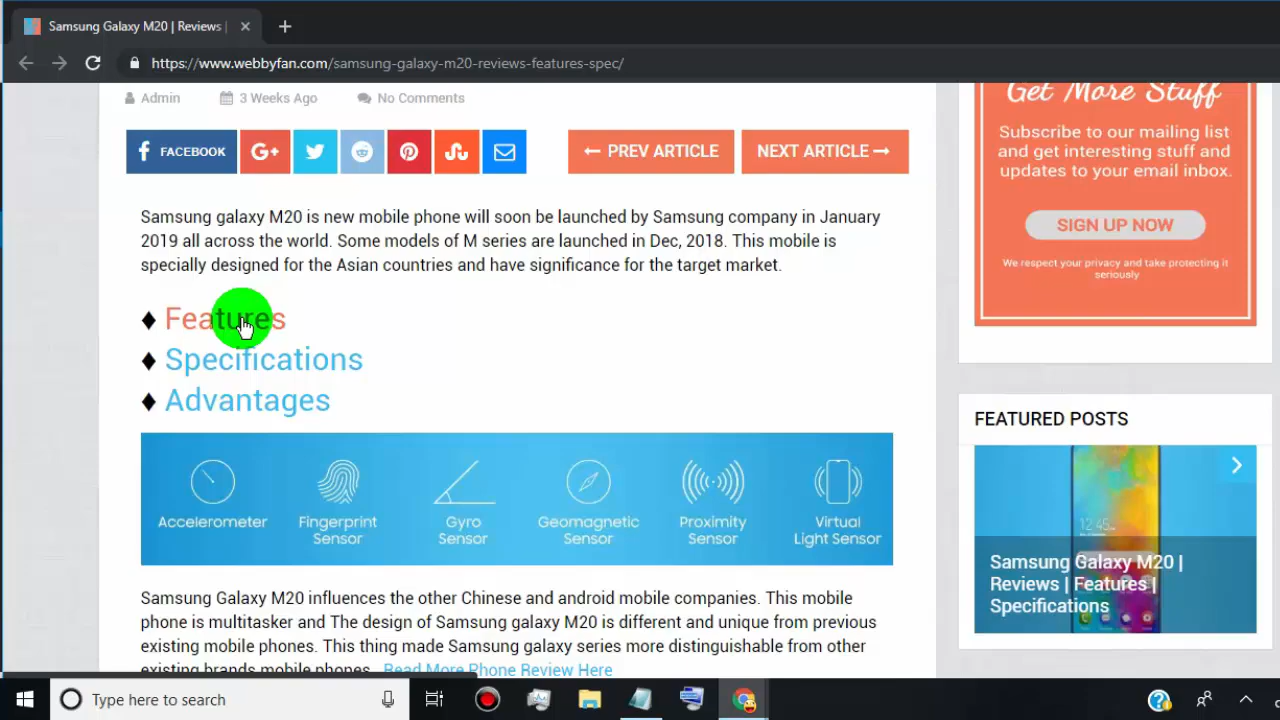 Samsung Galaxy M20 | Reviews |
https://www.webbyfan.com/samsung-galaxy-m20-reviews-features-spec/
Admin 3 Weeks Ago No Comments
FACEBOOK G+ PREV ARTICLE NEXT ARTICLE
Samsung galaxy M20 is new mobile phone will soon be launched by Samsung company in January
2019 all across the world. Some models of M series are launched in Dec, 2018. This mobile is
specially designed for the Asian countries and have significance for the target market.
Features
Specifications
Advantages
Accelerometer
Fingerprint
Sensor
Gyro
Sensor
Geomagnetic
Sensor
Proximity
Sensor
Virtual
Light Sensor
Samsung Galaxy M20 influences the other Chinese and android mobile companies. This mobile
phone is multitasker and The design of Samsung galaxy M20 is different and unique from previous
existing mobile phones. This thing made Samsung galaxy series more distinguishable from other
existing brands mobile phones. Read More Phone Review Here
Get More Stuff
Subscribe to our mailing list
and get interesting stuff and
updates to your email inbox.
SIGN UP NOW
We respect your privacy and take protecting it
seriously
FEATURED POSTS
12:45
Samsung Galaxy M20 |
Reviews | Features |
Specifications
Type here to search